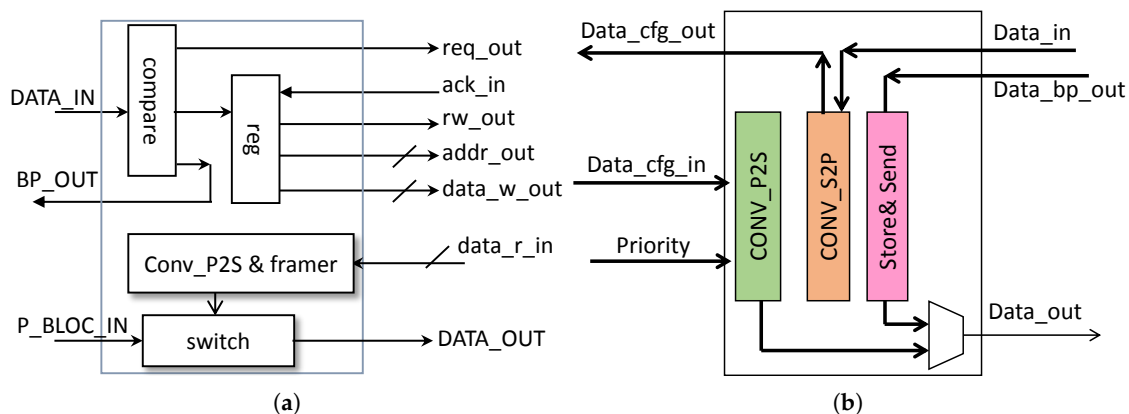 req_out
ack_in
DATA_IN
compare
reg
rw_out
addr_out
BP_OUT
data_w_out
Conv_P2S & framer
data_r_in
P_BLOC_IN
switch
DATA_OUT
(a)
Data_cfg_out
Data_in
Data_bp_out
Data_cfg_in
CONV_P2S
CONV_S2P
Store& Send
Priority
Data_out
(b)